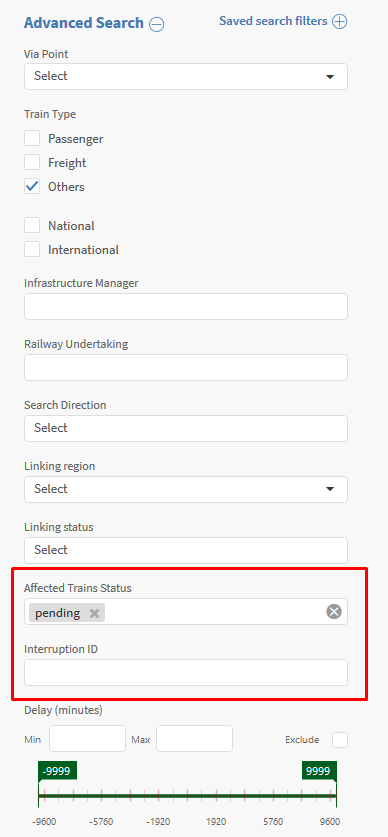 Advanced Search
Saved search filters
Via Point
Select
Train Type
Passenger
Freight
Others
National
International
Infrastructure Manager
Railway Undertaking
Search Direction
Select
Linking region
Select
Linking status
Select
Affected Trains Status
pending
Interruption ID
Delay (minutes)
Min Max Exclude
-9999 9999
-9600 -5760 -1920 1920 5760 9600